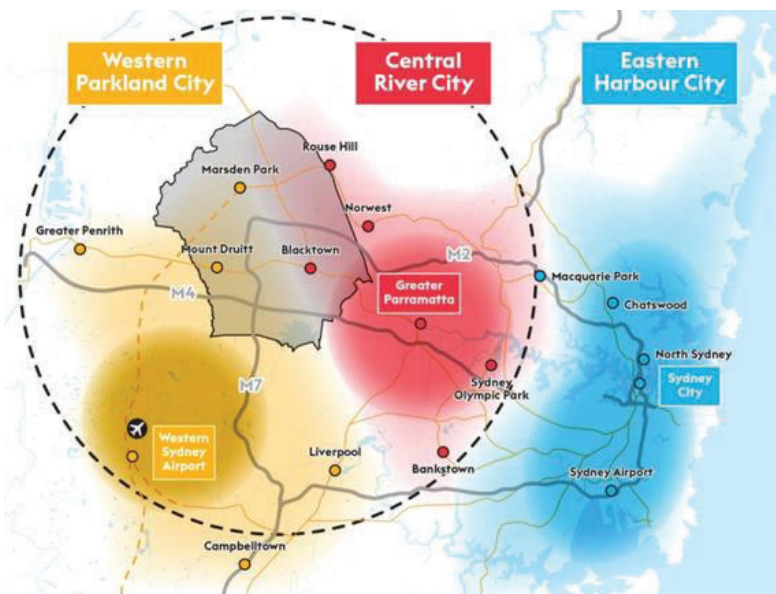 Western
Parkland City
Central
River City
Eastern
Harbour City
Rouse Hill
Marsden Park
Norwest
Greater Penrith
Mount Druitt
Blacktown
M2
Macquarie Park
M4
Greater
Parramatta
Chatswood
North Sydney
Sydney
City
Sydney
Olympic Park
M7
Western
Sydney
Airport
Liverpool
Bankstown
Sydney Airport
Campbelltown